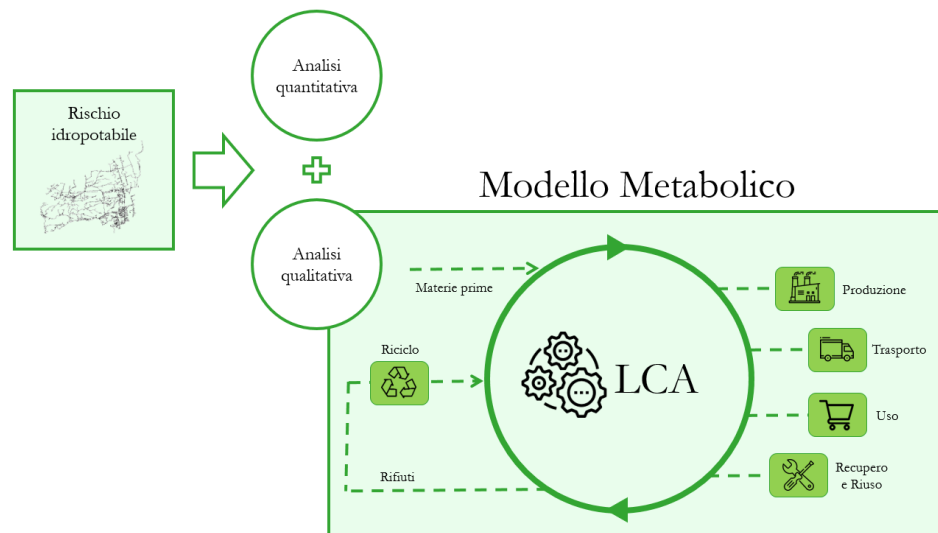 Rischio
idropotabile
Analisi
quantitativa
Analisi
qualitativa
Modello Metabolico
Materie prime
Riciclo
Rifiuti
LCA
Produzione
Trasporto
Uso
Recupero
e Riuso